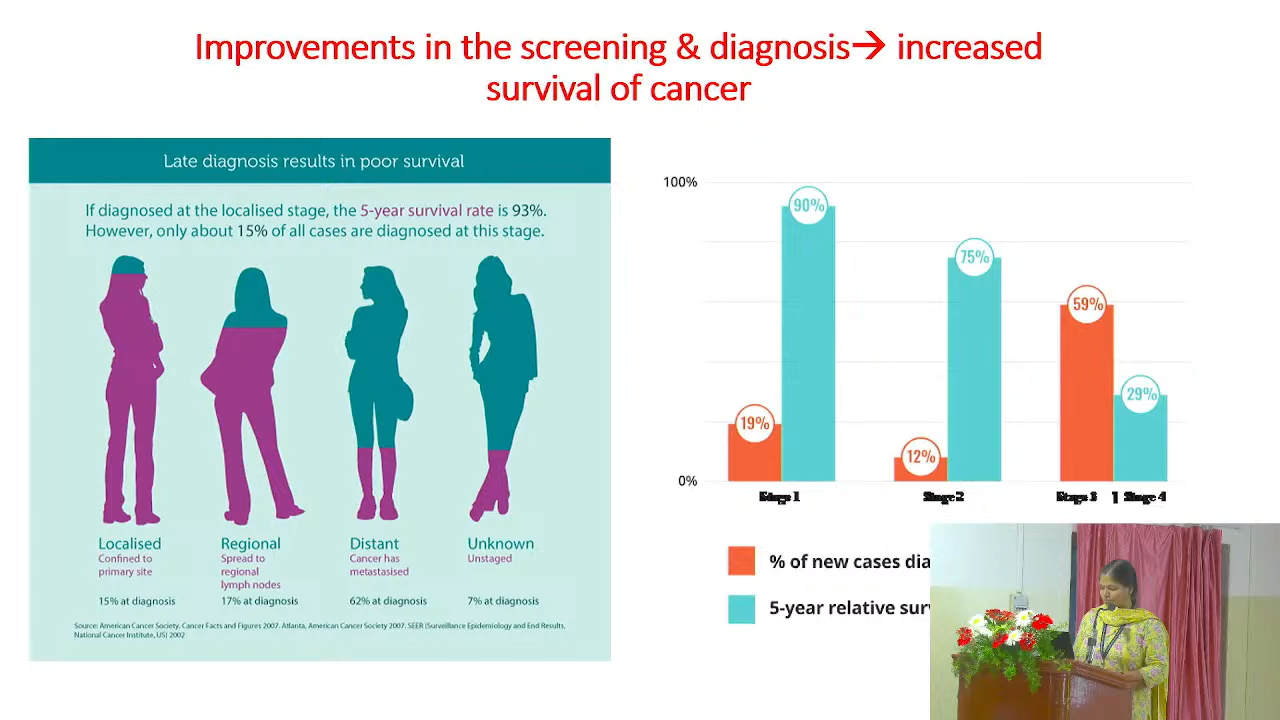 Improvements in the screening & diagnosis→ increased
survival of cancer
Late diagnosis results in poor survival
If diagnosed at the localised stage, the 5-year survival rate is 93%.
However, only about 15% of all cases are diagnosed at this stage.
Localised
Confined to
primary site
15% at diagnosis
Regional
Spread to
regional
lymph nodes
17% at diagnosis
Distant
Cancer has
metastasised
62% at diagnosis
Unknown
Unstaged
7% at diagnosis
Source: American Cancer Society. Cancer Facts and Figures 2007. Atlanta, American Cancer Society 2007. SEER (Surveillance Epidemiology and End Results,
National Cancer Institute, US) 2002
100%
0%
19%
90%
12%
75%
59%
29%
Stage 1
Stage 2
Stage 3 | Stage 4
% of new cases
5-year relative